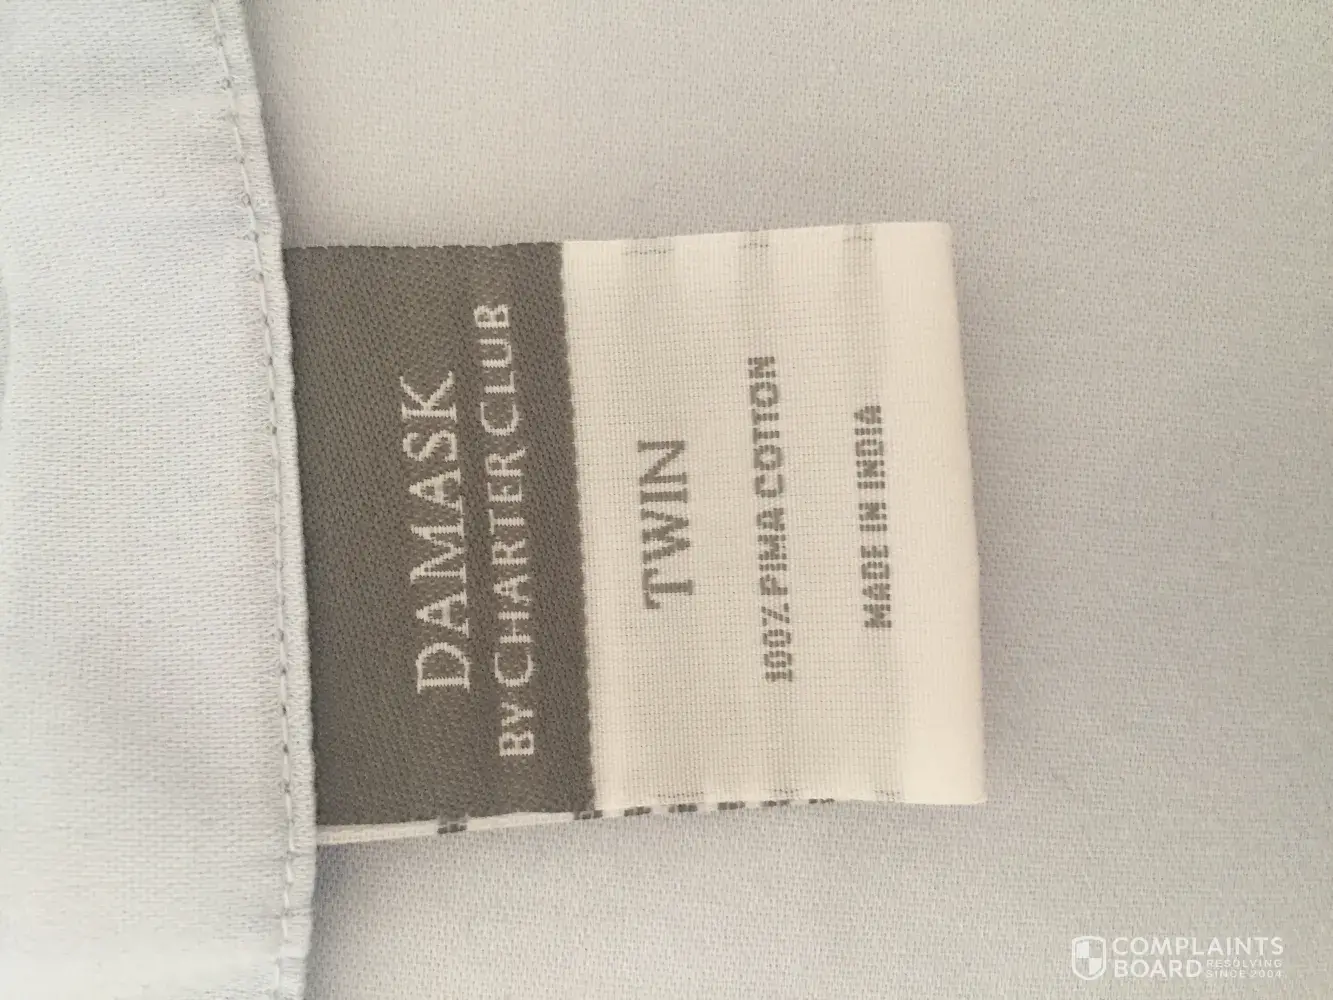 DAMASK
BY CHARTER CLUB
TWIN
100% PIMA COTTON
MADE IN INDIA
COMPLAINTS
BOARD RESOLVING
SINCE 2004